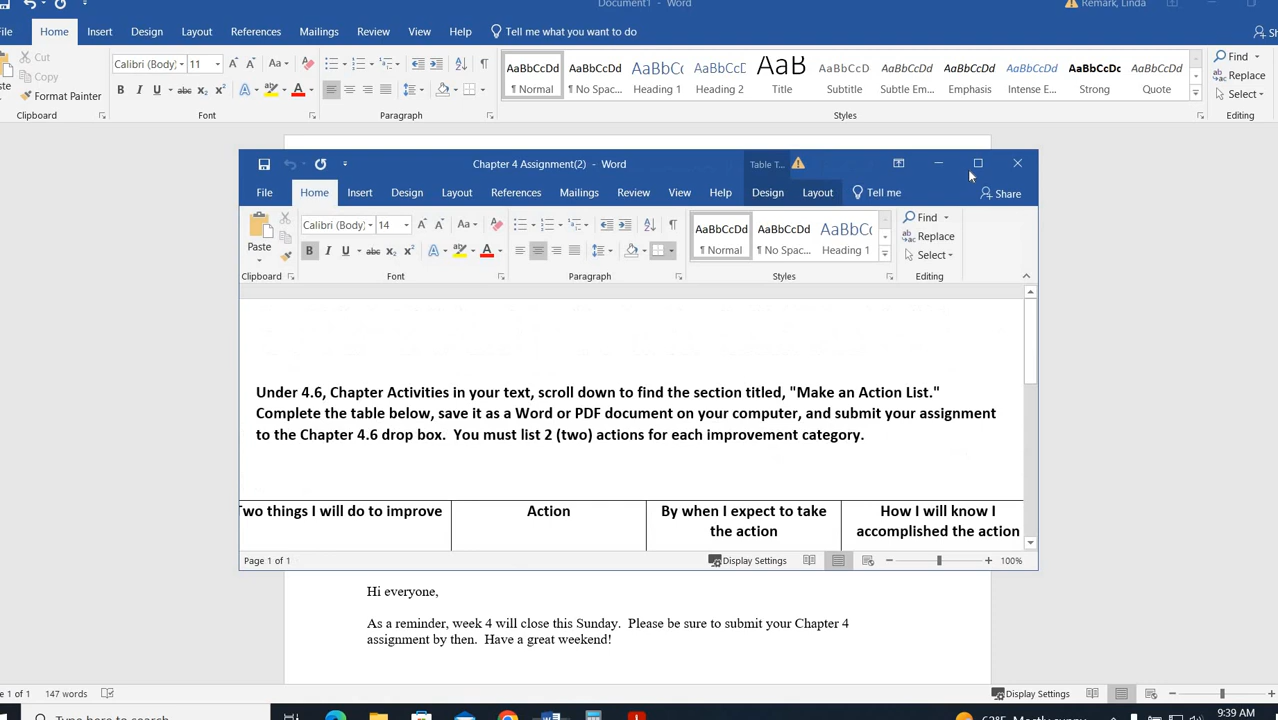 Document1 - Word
Remark, Linda
File Home Insert Design Layout References Mailings Review View Help Tell me what you want to do
Cut
Copy
Format Painter
Clipboard
Calibri (Body) 11
Font
Paragraph
AaBbCcDd AaBbCcDd AaBbCc AaBbCcD AaB AaBbCcD AaBbCcDd AaBbCcDd AaBbCcDd AaBbCcDc AaBbCcDd
¶ Normal ¶ No Spac... Heading 1 Heading 2 Title Subtitle Subtle Em... Emphasis Intense E... Strong Quote
Styles
Find
Replace
Select
Editing
Chapter 4 Assignment(2) - Word
Table T...
File Home Insert Design Layout References Mailings Review View Help Design Layout Tell me Share
Paste
Clipboard
Calibri (Body) 14
Font
Paragraph
AaBbCcDd AaBbCcDd AaBbCc
¶ Normal ¶ No Spac... Heading 1
Styles
Find
Replace
Select
Editing
Under 4.6, Chapter Activities in your text, scroll down to find the section titled, "Make an Action List."
Complete the table below, save it as a Word or PDF document on your computer, and submit your assignment
to the Chapter 4.6 drop box. You must list 2 (two) actions for each improvement category.
Two things I will do to improve
Action
By when I expect to take
the action
How I will know I
accomplished the action
Page 1 of 1
Display Settings
100%
Hi everyone,
As a reminder, week 4 will close this Sunday. Please be sure to submit your Chapter 4
assignment by then. Have a great weekend!
1 of 1 147 words
Display Settings
Type here to search
62°F Mostly sunny
9:39 AM